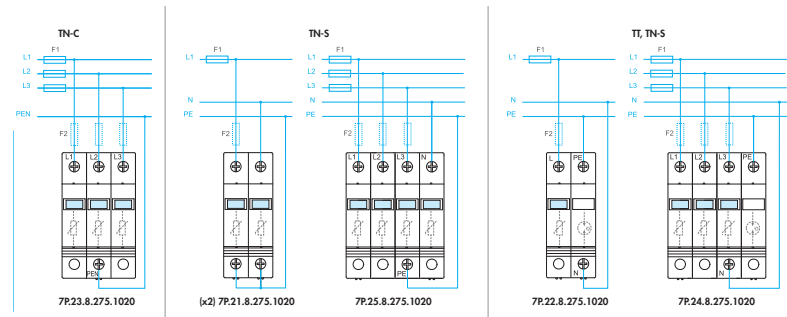 TN-C
TN-S
TT, TN-S
F1
F1
F1
F1
F1
L1
L1
L1
L1
L1
L2
L2
L2
L3
L3
L3
N
N
N
N
PEN
PE
PE
PE
PE
F2
F2
F2
F2
F2
L1 L2 L3
L1 L2 L3 N
L PE
L1 L2 L3 PE
PEN
PE
N
N
7P.23.8.275.1020
(x2) 7P.21.8.275.1020
7P.25.8.275.1020
7P.22.8.275.1020
7P.24.8.275.1020